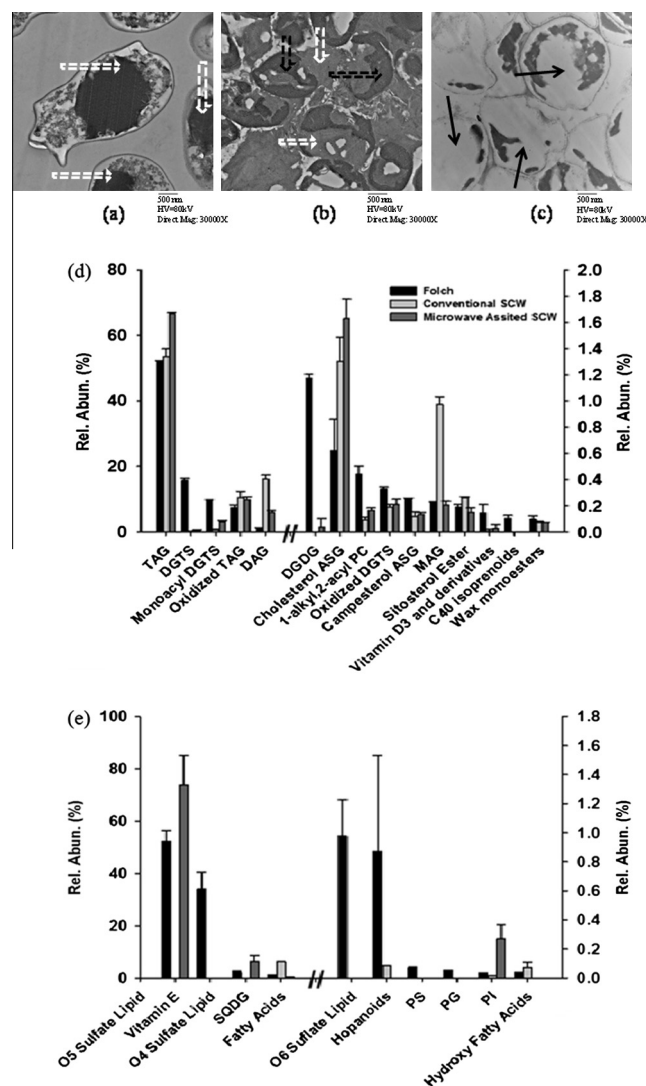 500 nm
HV=80kV
Direct Mag: 30000X
(a)
500 nm
HV=80kV
Direct Mag: 30000X
(b)
500 nm
HV=80kV
Direct Mag: 30000X
(c)
(d)
Folch
Conventional SCW
Microwave Assited SCW
Rel. Abun. (%)
80
60
40
20
0
2.0
1.8
1.6
1.4
1.2
1.0
0.8
0.6
0.4
0.2
0.0
Rel. Abun. (%)
TAG
DGTS
Monoacyl DGTS
Oxidized TAG
DAG
DGDG
Cholesterol ASG
1-alkyl,2-acyl PC
Oxidized DGTS
Campesterol ASG
MAG
Sitosterol Ester
Vitamin D3 and derivatives
C40 isoprenoids
Wax monoesters
(e)
Rel. Abun. (%)
100
80
60
40
20
0
1.8
1.6
1.4
1.2
1.0
0.8
0.6
0.4
0.2
0.0
Rel. Abun. (%)
O5 Sulfate Lipid
Vitamin E
O4 Sulfate Lipid
SQDG
Fatty Acids
O6 Suflate Lipid
Hopanoids
PS
PG
PI
Hydroxy Fatty Acids